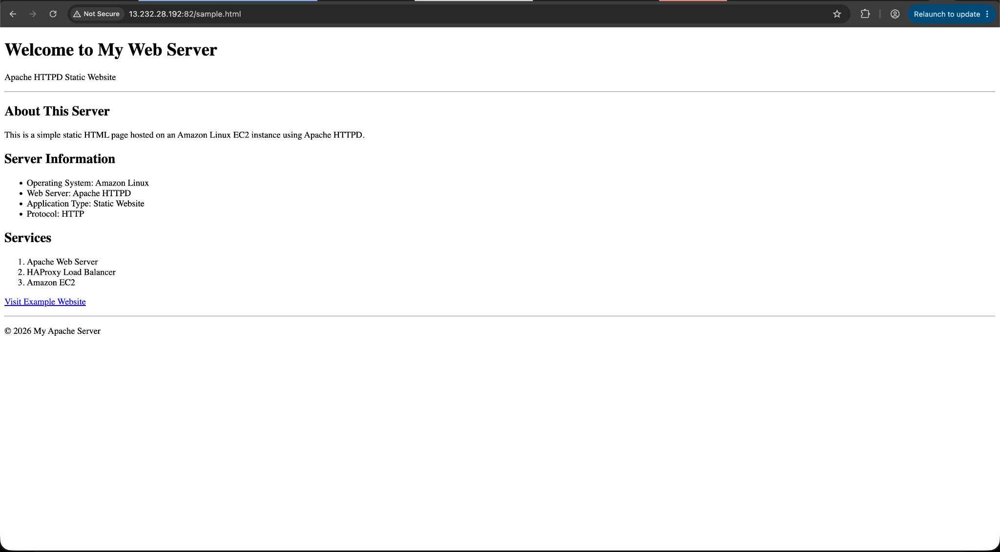 Not Secure 13.232.28.192:82/sample.html Relaunch to update
Welcome to My Web Server
Apache HTTPD Static Website
About This Server
This is a simple static HTML page hosted on an Amazon Linux EC2 instance using Apache HTTPD.
Server Information
• Operating System: Amazon Linux
• Web Server: Apache HTTPD
• Application Type: Static Website
• Protocol: HTTP
Services
1. Apache Web Server
2. HAProxy Load Balancer
3. Amazon EC2
Visit Example Website
© 2026 My Apache Server